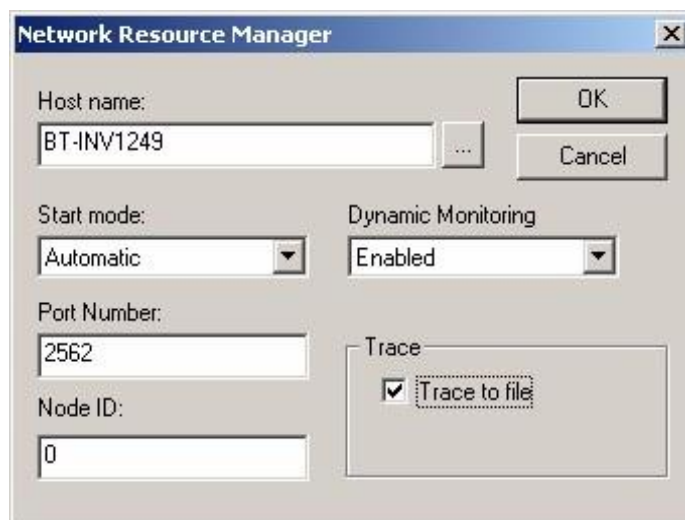 Network Resource Manager
Host name:
BT-INV1249
...
OK
Cancel
Start mode:
Automatic
Dynamic Monitoring
Enabled
Port Number:
2562
Trace
Trace to file
Node ID:
0